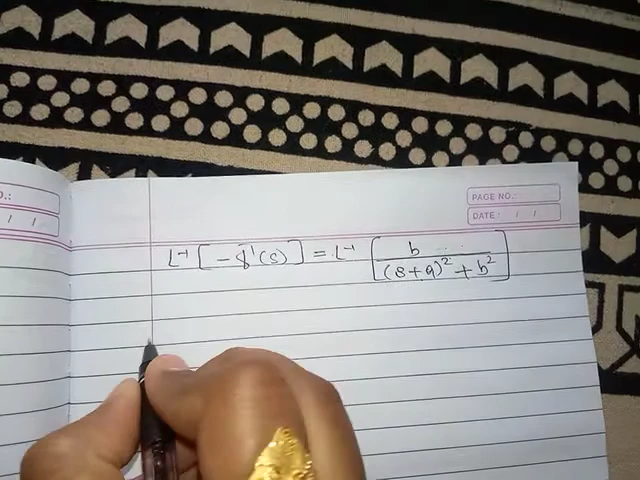 O.:
/ /
PAGE NO.:
DATE: / /
L⁻¹[-f'(s)] = L⁻¹[b/((s+a)²+b²)]